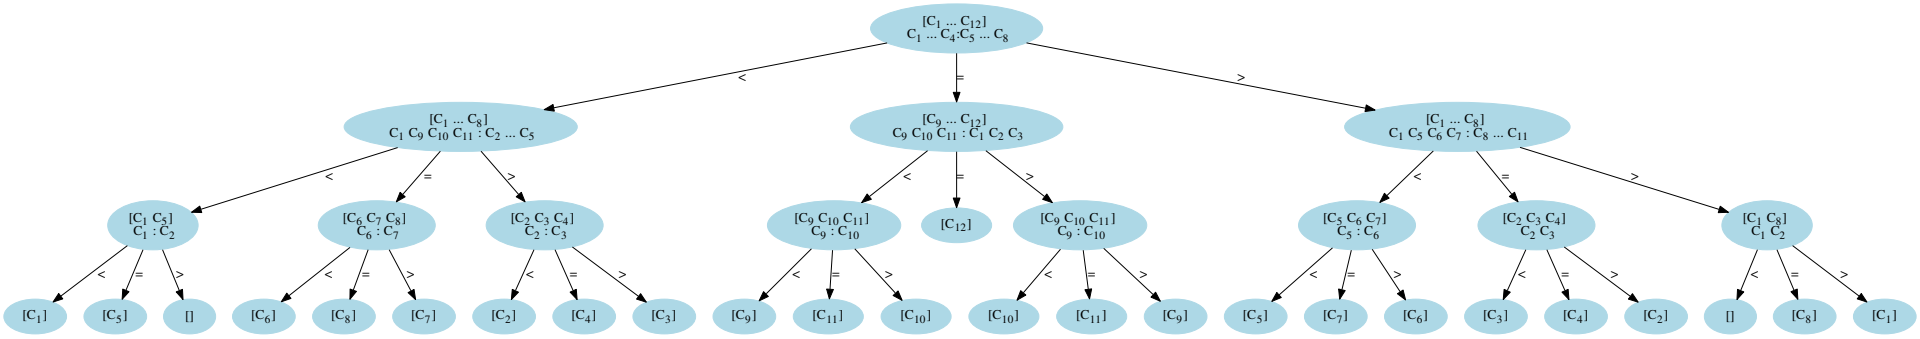 [C₁ ... C₁₂]
C₁ ... C₄:C₅ ... C₈
<
=
>
[C₁ ... C₈]
C₁ C₉ C₁₀ C₁₁ : C₂ ... C₅
[C₉ ... C₁₂]
C₉ C₁₀ C₁₁ : C₁ C₂ C₃
[C₁ ... C₈]
C₁ C₅ C₆ C₇ : C₈ ... C₁₁
<
=
>
<
=
>
<
=
>
[C₁ C₅]
C₁ : C₂
[C₆ C₇ C₈]
C₆ : C₇
[C₂ C₃ C₄]
C₂ : C₃
[C₉ C₁₀ C₁₁]
C₉ : C₁₀
[C₁₂]
[C₉ C₁₀ C₁₁]
C₉ : C₁₀
[C₅ C₆ C₇]
C₅ : C₆
[C₂ C₃ C₄]
C₂ C₃
[C₁ C₈]
C₁ C₂
<
=
>
<
=
>
<
=
>
<
=
>
<
=
>
<
=
>
<
=
>
<
=
>
[C₁]
[C₅]
[]
[C₆]
[C₈]
[C₇]
[C₂]
[C₄]
[C₃]
[C₉]
[C₁₁]
[C₁₀]
[C₁₀]
[C₁₁]
[C₉]
[C₅]
[C₇]
[C₆]
[C₃]
[C₄]
[C₂]
[]
[C₈]
[C₁]